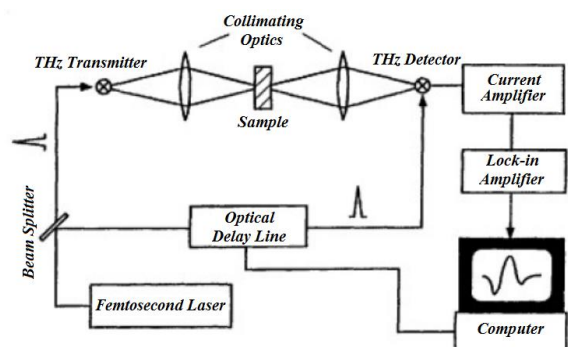 Collimating
Optics
THz Transmitter
THz Detector
Current
Amplifier
Sample
Lock-in
Amplifier
Beam Splitter
Optical
Delay Line
Femtosecond Laser
Computer